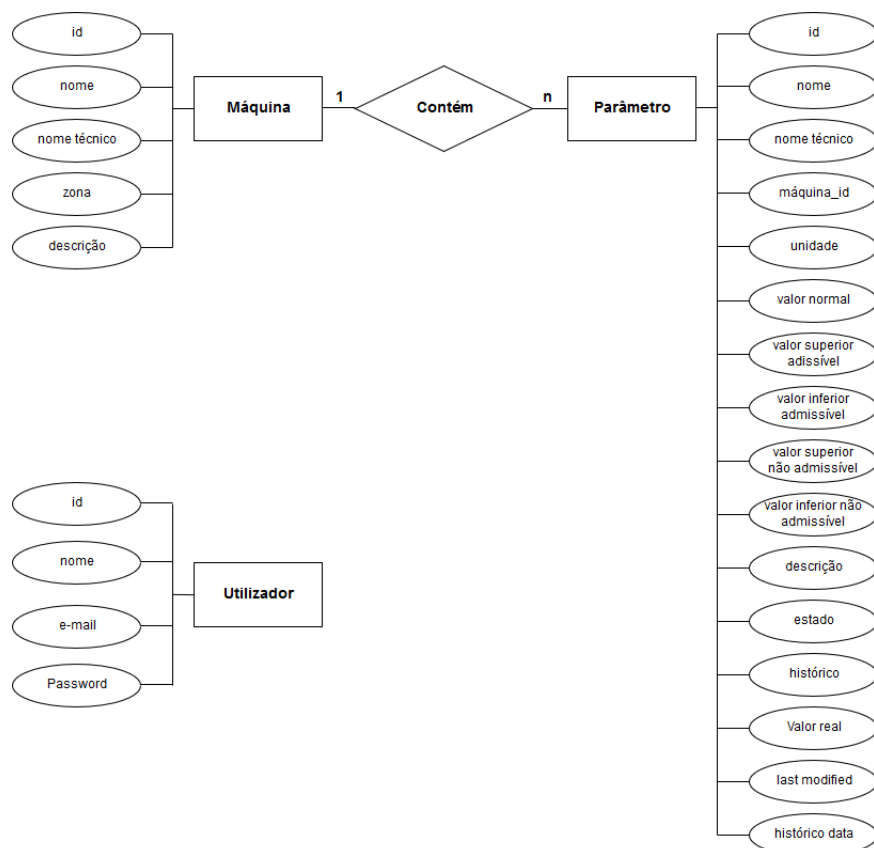 id
nome
nome técnico
zona
descrição
Máquina
1
Contém
n
Parâmetro
id
nome
nome técnico
máquina_id
unidade
valor normal
valor superior
adissível
valor inferior
admissível
valor superior
não admissível
valor inferior não
admissível
descrição
estado
histórico
Valor real
last modified
histórico data
id
nome
e-mail
Password
Utilizador